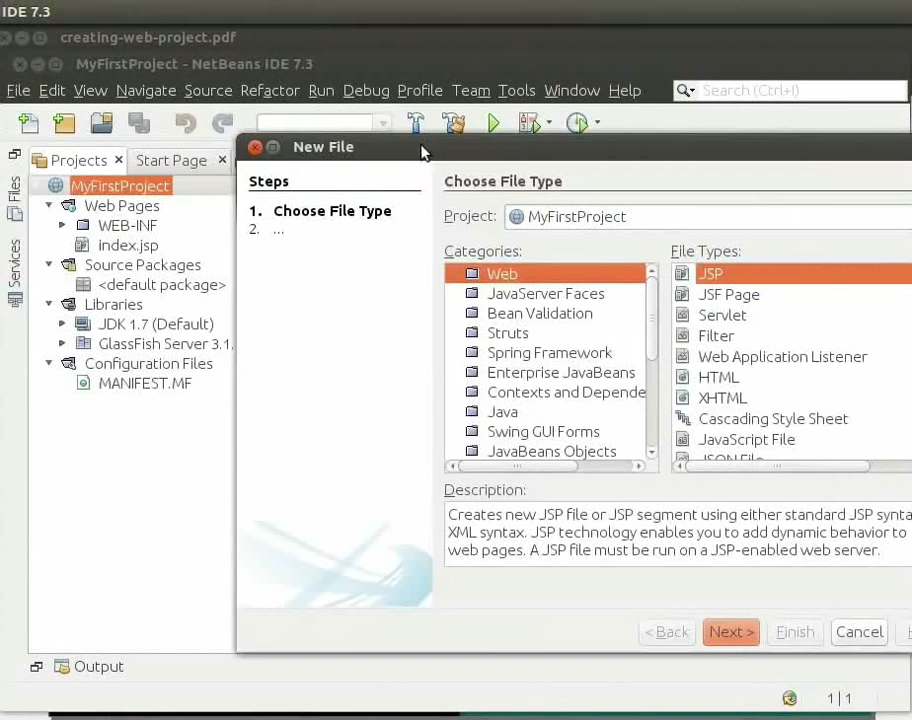 IDE 7.3
creating-web-project.pdf
MyFirstProject - NetBeans IDE 7.3
File Edit View Navigate Source Refactor Run Debug Profile Team Tools Window Help
Search (Ctrl+I)
Projects
Start Page
Files
Services
MyFirstProject
Web Pages
WEB-INF
index.jsp
Source Packages
<default package>
Libraries
JDK 1.7 (Default)
GlassFish Server 3.1.
Configuration Files
MANIFEST.MF
New File
Steps
1. Choose File Type
2. ...
Choose File Type
Project: MyFirstProject
Categories:
Web
JavaServer Faces
Bean Validation
Struts
Spring Framework
Enterprise JavaBeans
Contexts and Depende
Java
Swing GUI Forms
JavaBeans Objects
File Types:
JSP
JSF Page
Servlet
Filter
Web Application Listener
HTML
XHTML
Cascading Style Sheet
JavaScript File
JSON File
Description:
Creates new JSP file or JSP segment using either standard JSP synta
XML syntax. JSP technology enables you to add dynamic behavior to
web pages. A JSP file must be run on a JSP-enabled web server.
< Back
Next >
Finish
Cancel
Output
1|1